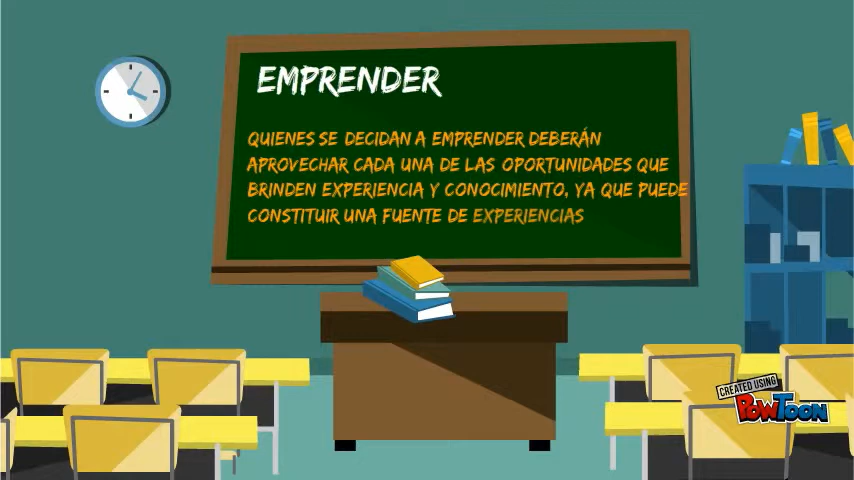 EMPRENDER
QUIENES SE DECIDAN A EMPRENDER DEBERÁN
APROVECHAR CADA UNA DE LAS OPORTUNIDADES QUE
BRINDEN EXPERIENCIA Y CONOCIMIENTO, YA QUE PUEDE
CONSTITUIR UNA FUENTE DE EXPERIENCIAS
CREATED USING
POWTOON